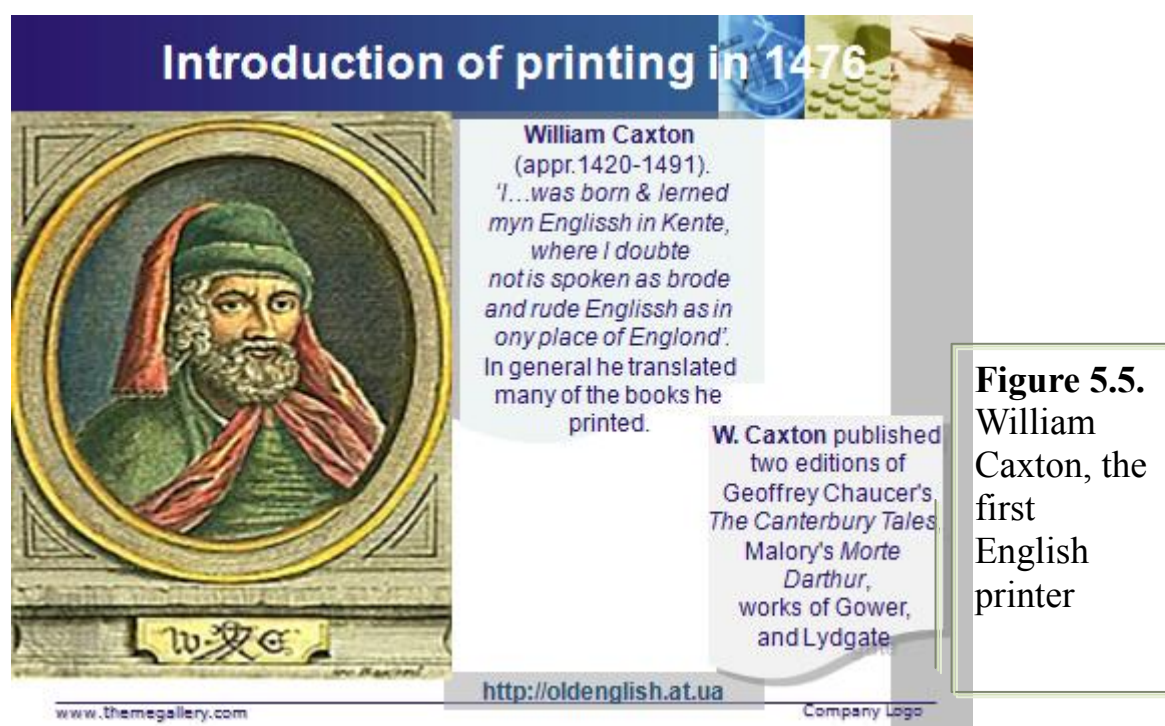 Introduction of printing in 1476
William Caxton
(appr.1420-1491).
'I…was born & lerned
myn Englissh in Kente,
where I doubte
not is spoken as brode
and rude Englissh as in
ony place of Englond'.
In general he translated
many of the books he
printed.
W. Caxton published
two editions of
Geoffrey Chaucer's
The Canterbury Tales,
Malory's Morte
Darthur,
works of Gower,
and Lydgate
Figure 5.5.
William
Caxton, the
first
English
printer
http://oldenglish.at.ua
www.themegallery.com
Company Logo